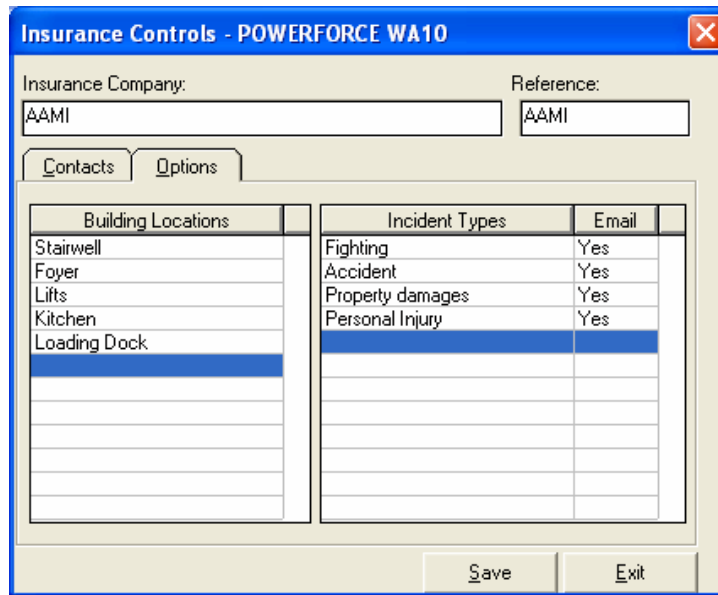 Insurance Controls - POWERFORCE WA10
Insurance Company: Reference:
AAMI AAMI
Contacts Options
Building Locations Incident Types Email
Stairwell Fighting Yes
Foyer Accident Yes
Lifts Property damages Yes
Kitchen Personal Injury Yes
Loading Dock
Save Exit